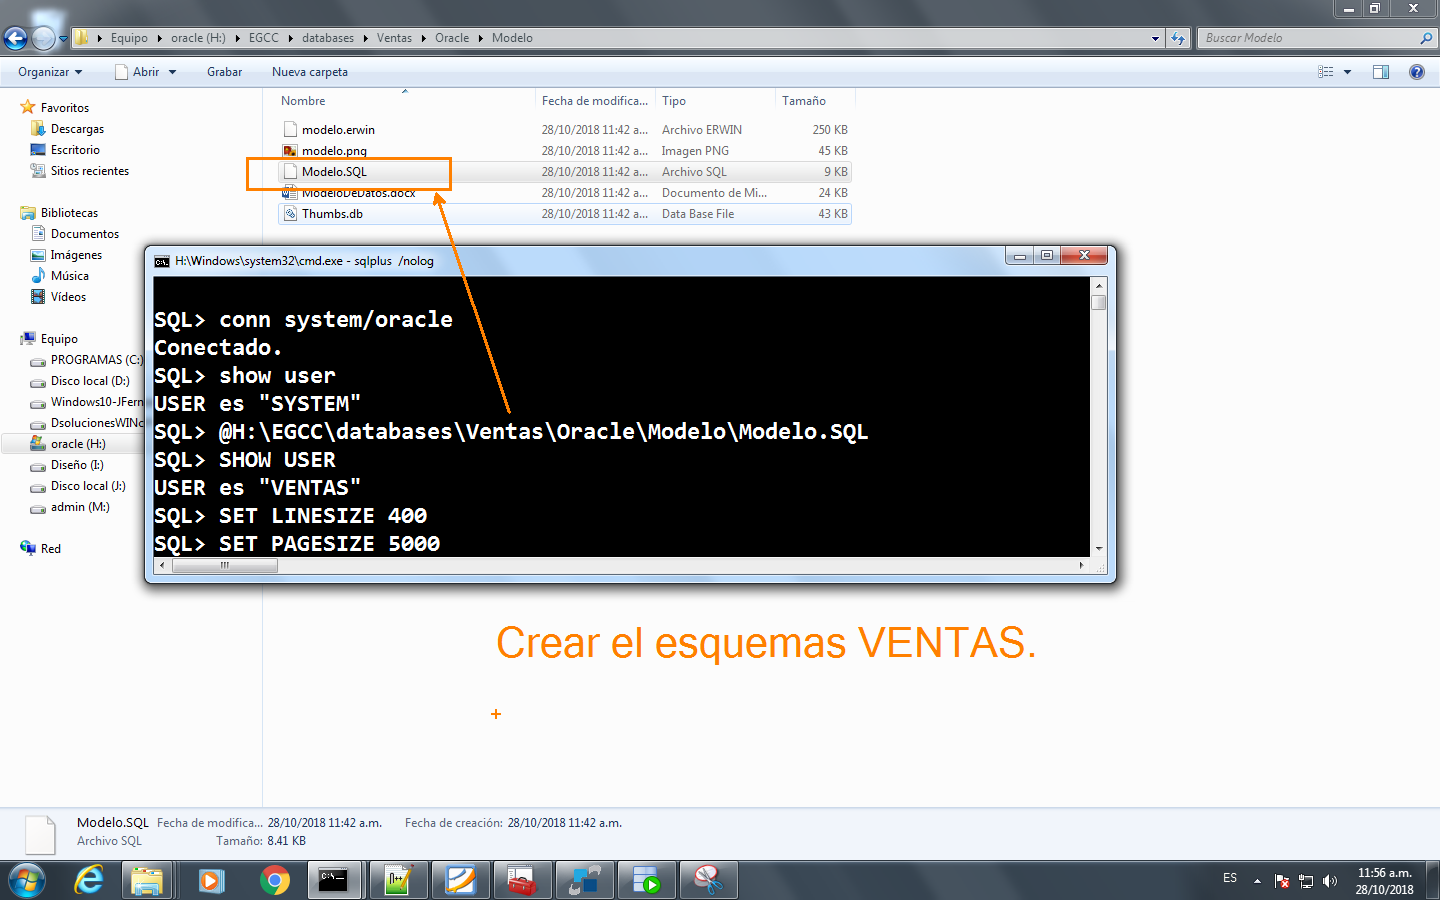 Equipo
oracle (H:)
EGCC
databases
Ventas
Oracle
Modelo
Buscar Modelo
Organizar
Abrir
Grabar
Nueva carpeta
Nombre
Fecha de modifica...
Tipo
Tamaño
modelo.erwin 28/10/2018 11:42 a... Archivo ERWIN 250 KB
modelo.png 28/10/2018 11:42 a... Imagen PNG 45 KB
Modelo.SQL 28/10/2018 11:42 a... Archivo SQL 9 KB
ModeloDeDatos.docx 28/10/2018 11:42 a... Documento de Mi... 24 KB
Thumbs.db 28/10/2018 11:42 a... Data Base File 43 KB
Favoritos
Descargas
Escritorio
Sitios recientes
Bibliotecas
Documentos
Imágenes
Música
Vídeos
Equipo
PROGRAMAS (C:)
Disco local (D:)
Windows10-JFern
DsolucionesWIN
oracle (H:)
Diseño (I:)
Disco local (J:)
admin (M:)
Red
H:\Windows\system32\cmd.exe - sqlplus /nolog
SQL> conn system/oracle
Conectado.
SQL> show user
USER es "SYSTEM"
SQL> @H:\EGCC\databases\Ventas\Oracle\Modelo\Modelo.SQL
SQL> SHOW USER
USER es "VENTAS"
SQL> SET LINESIZE 400
SQL> SET PAGESIZE 5000
Crear el esquemas VENTAS.
Modelo.SQL Fecha de modifica... 28/10/2018 11:42 a.m. Fecha de creación: 28/10/2018 11:42 a.m.
Archivo SQL Tamaño: 8.41 KB
ES
11:56 a.m.
28/10/2018